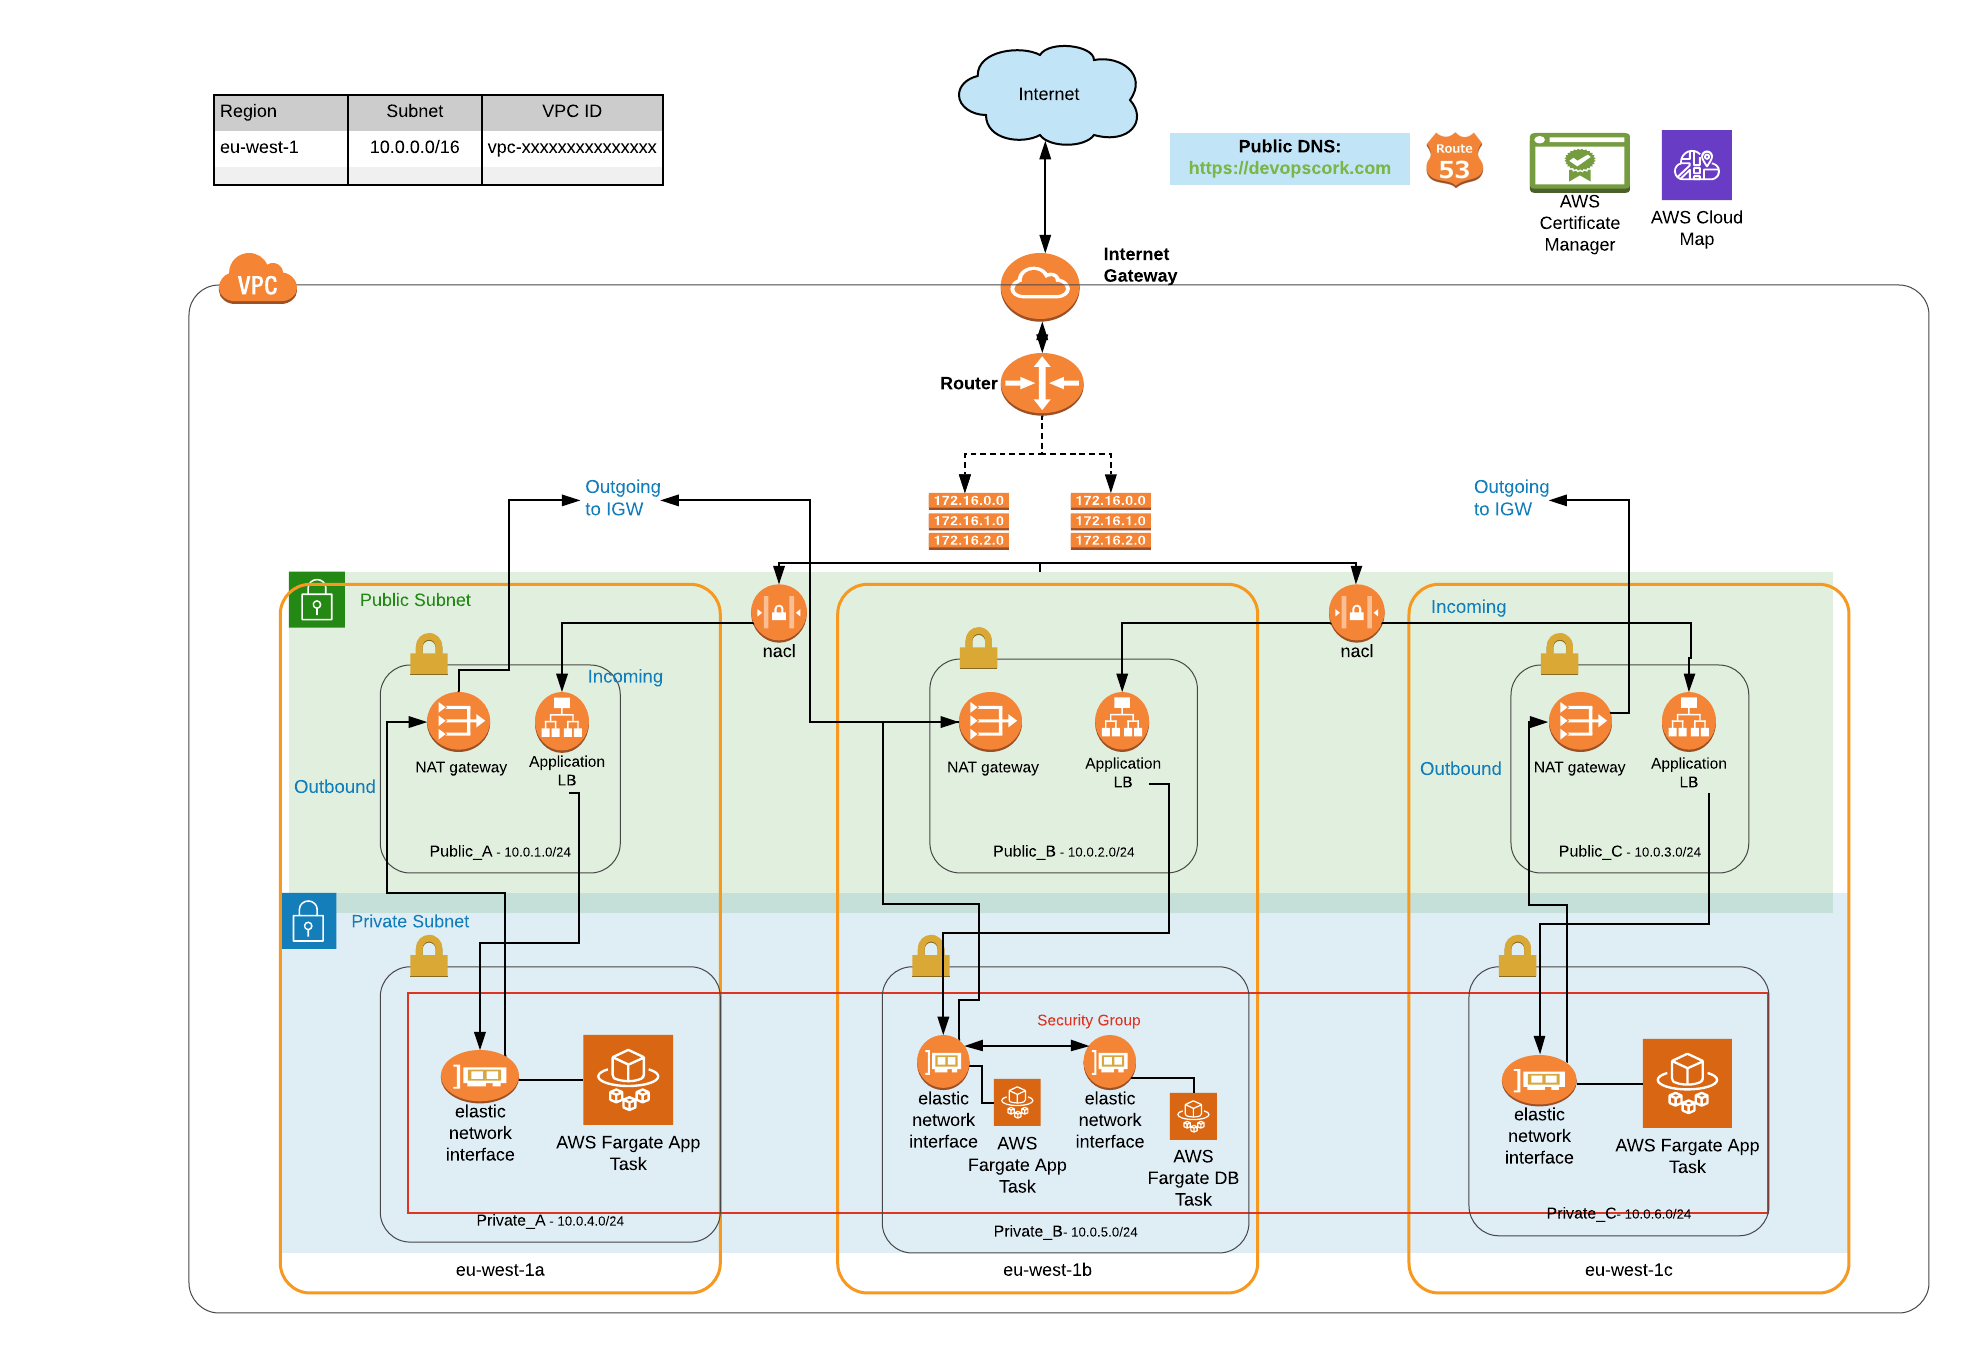 Internet
Region Subnet VPC ID
eu-west-1 10.0.0.0/16 vpc-xxxxxxxxxxxxxxx
Public DNS:
https://devopscork.com
Route
53
AWS
Certificate
Manager
AWS Cloud
Map
Internet
Gateway
VPC
Router
Outgoing
to IGW
172.16.0.0
172.16.1.0
172.16.2.0
172.16.0.0
172.16.1.0
172.16.2.0
Outgoing
to IGW
Public Subnet
nacl
nacl
Incoming
Incoming
NAT gateway
Application
LB
NAT gateway
Application
LB
NAT gateway
Application
LB
Outbound
Outbound
Public_A - 10.0.1.0/24
Public_B - 10.0.2.0/24
Public_C - 10.0.3.0/24
Private Subnet
Security Group
elastic
network
interface
AWS Fargate App
Task
elastic
network
interface
AWS
Fargate App
Task
elastic
network
interface
AWS
Fargate DB
Task
elastic
network
interface
AWS Fargate App
Task
Private_A - 10.0.4.0/24
Private_B- 10.0.5.0/24
Private_C- 10.0.6.0/24
eu-west-1a
eu-west-1b
eu-west-1c